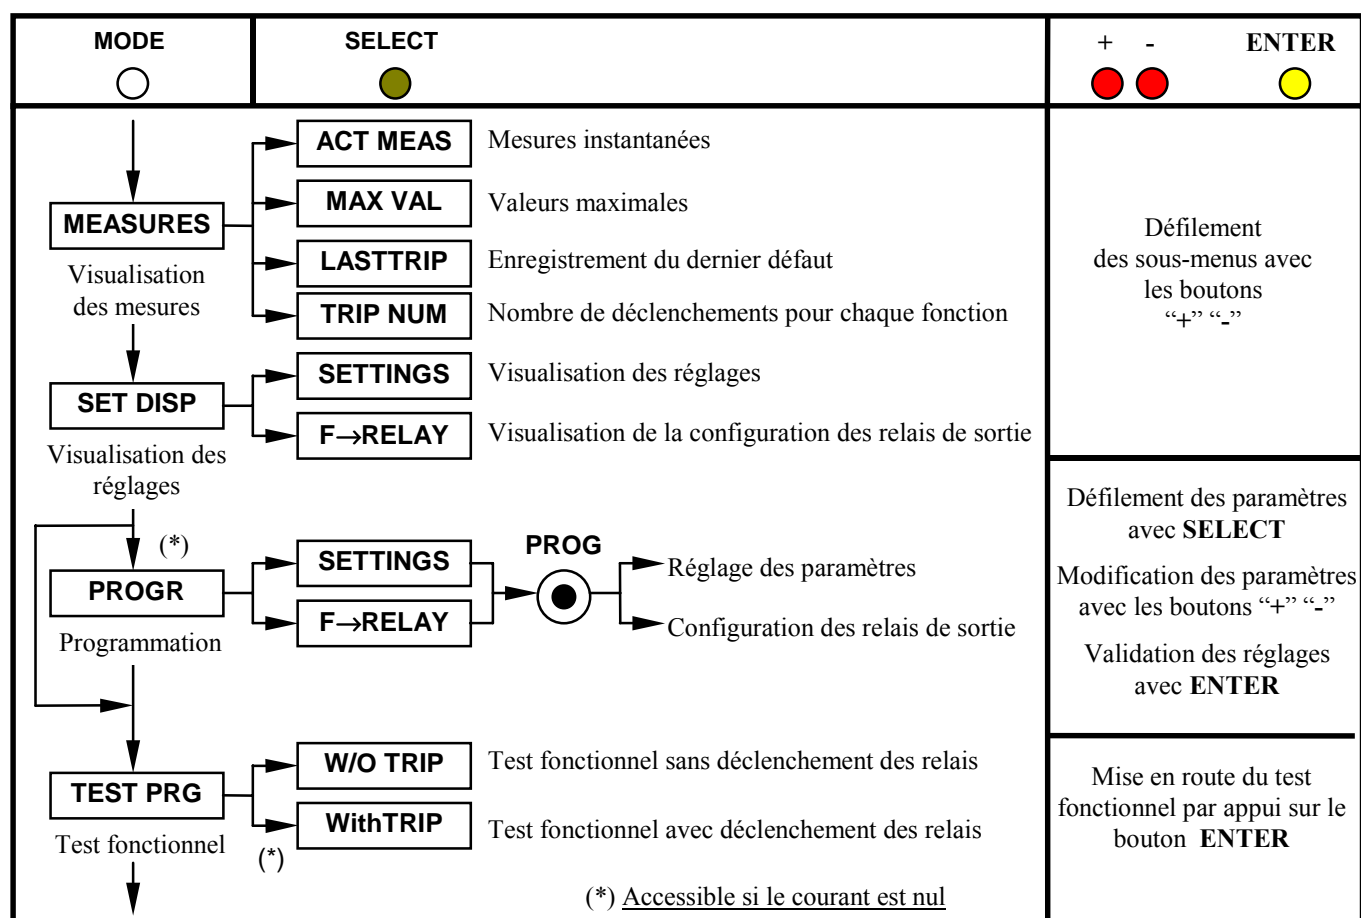 MODE
SELECT
+ - ENTER
ACT MEAS Mesures instantanées
MAX VAL Valeurs maximales
MEASURES
LASTTRIP Enregistrement du dernier défaut
Visualisation
des mesures
TRIP NUM Nombre de déclenchements pour chaque fonction
Défilement
des sous-menus avec
les boutons
“+” “-”
SETTINGS Visualisation des réglages
SET DISP
F→RELAY Visualisation de la configuration des relais de sortie
Visualisation des
réglages
Défilement des paramètres
avec SELECT
Modification des paramètres
avec les boutons “+” “-”
Validation des réglages
avec ENTER
(*)
SETTINGS
PROG
Réglage des paramètres
PROGR
F→RELAY
Configuration des relais de sortie
Programmation
W/O TRIP Test fonctionnel sans déclenchement des relais
TEST PRG
WithTRIP Test fonctionnel avec déclenchement des relais
Test fonctionnel
(*)
Mise en route du test
fonctionnel par appui sur le
bouton ENTER
(*) Accessible si le courant est nul